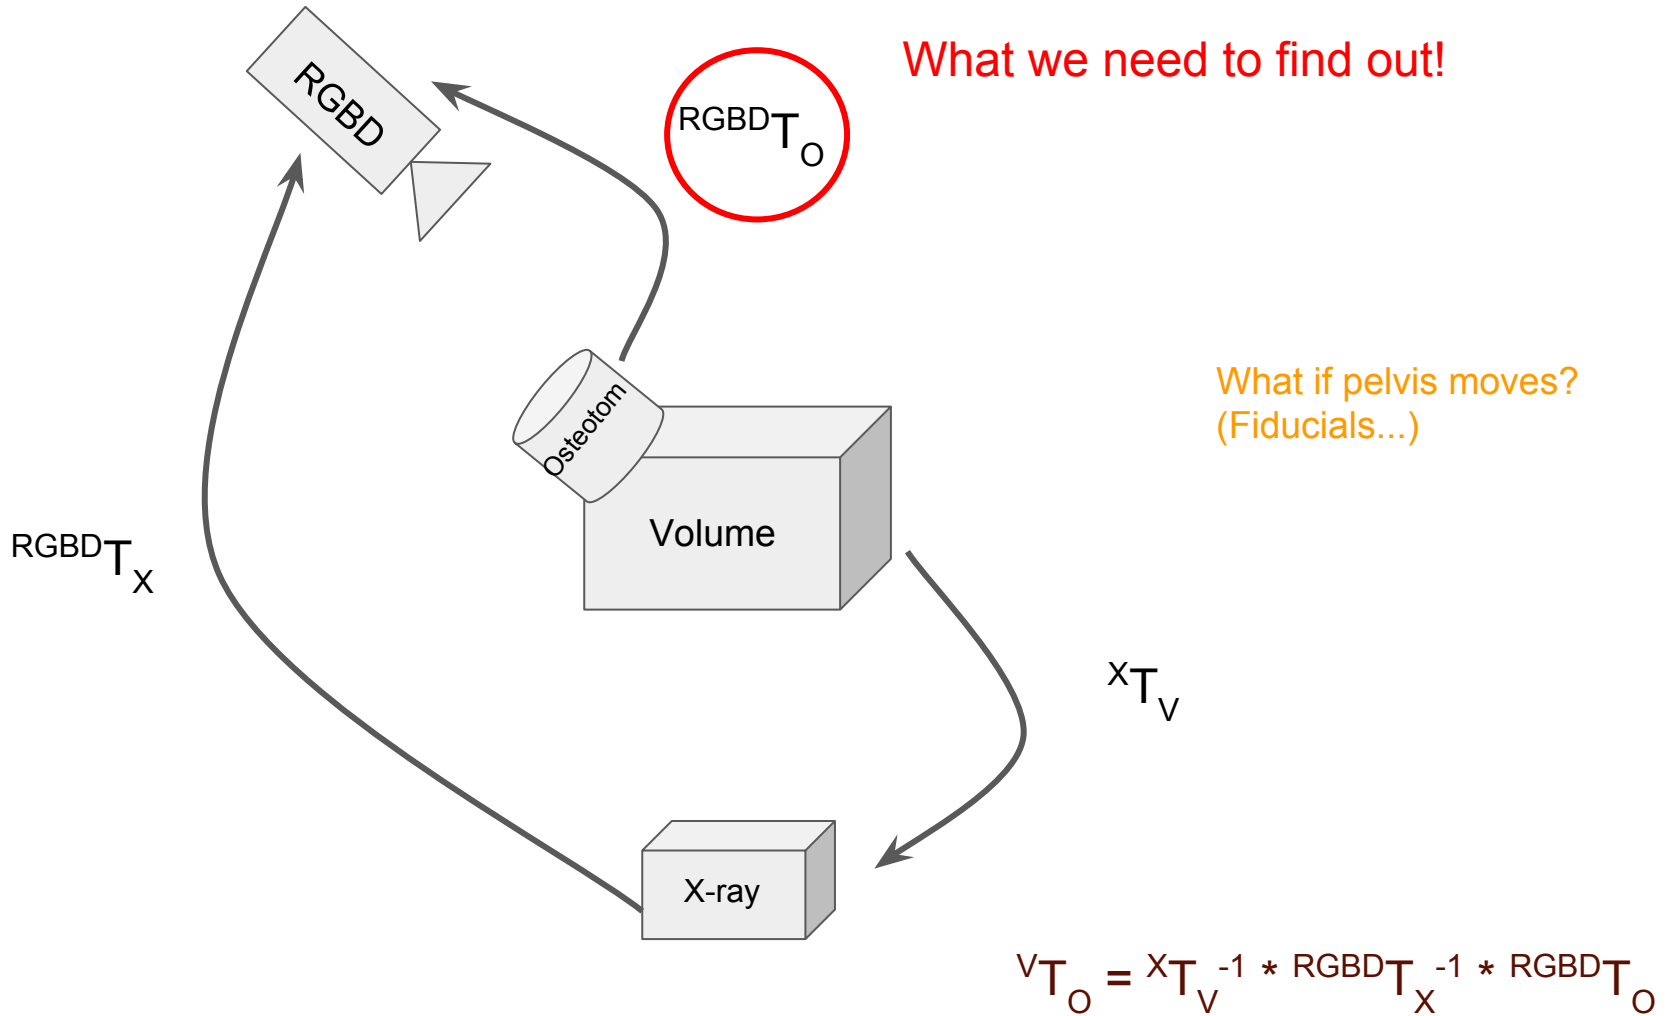 What we need to find out!
RGBD
RGBDTO
What if pelvis moves?
(Fiducials...)
Osteotom
Volume
RGBDTX
XTV
X-ray
VTO = XTV-1 * RGBDTX-1 * RGBDTO